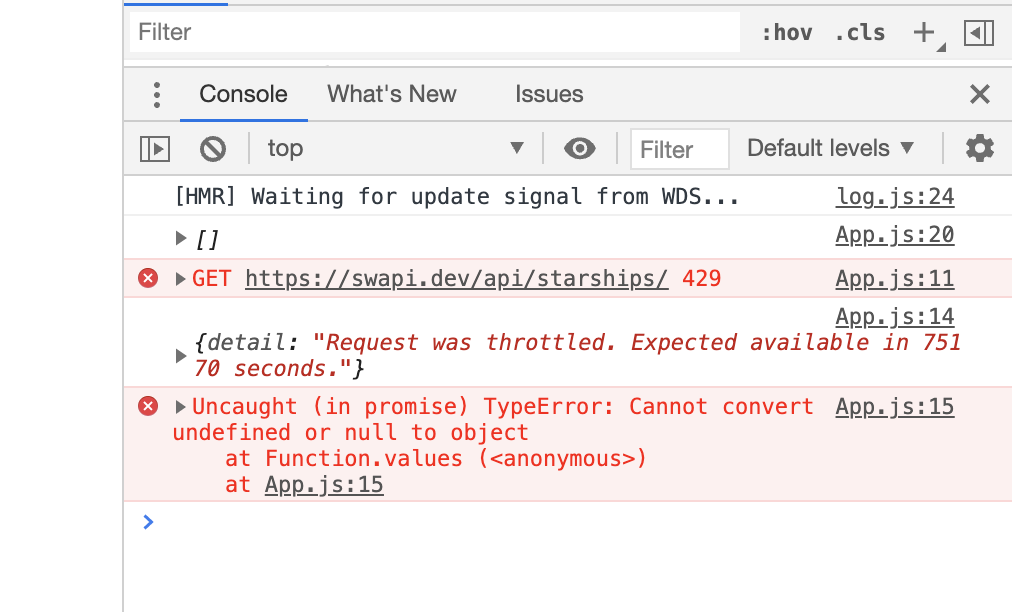 Filter :hov .cls
Console What's New Issues
top Filter Default levels
[HMR] Waiting for update signal from WDS... log.js:24
[] App.js:20
GET https://swapi.dev/api/starships/ 429 App.js:11
App.js:14
{detail: "Request was throttled. Expected available in 751
70 seconds."}
Uncaught (in promise) TypeError: Cannot convert App.js:15
undefined or null to object
at Function.values (<anonymous>)
at App.js:15